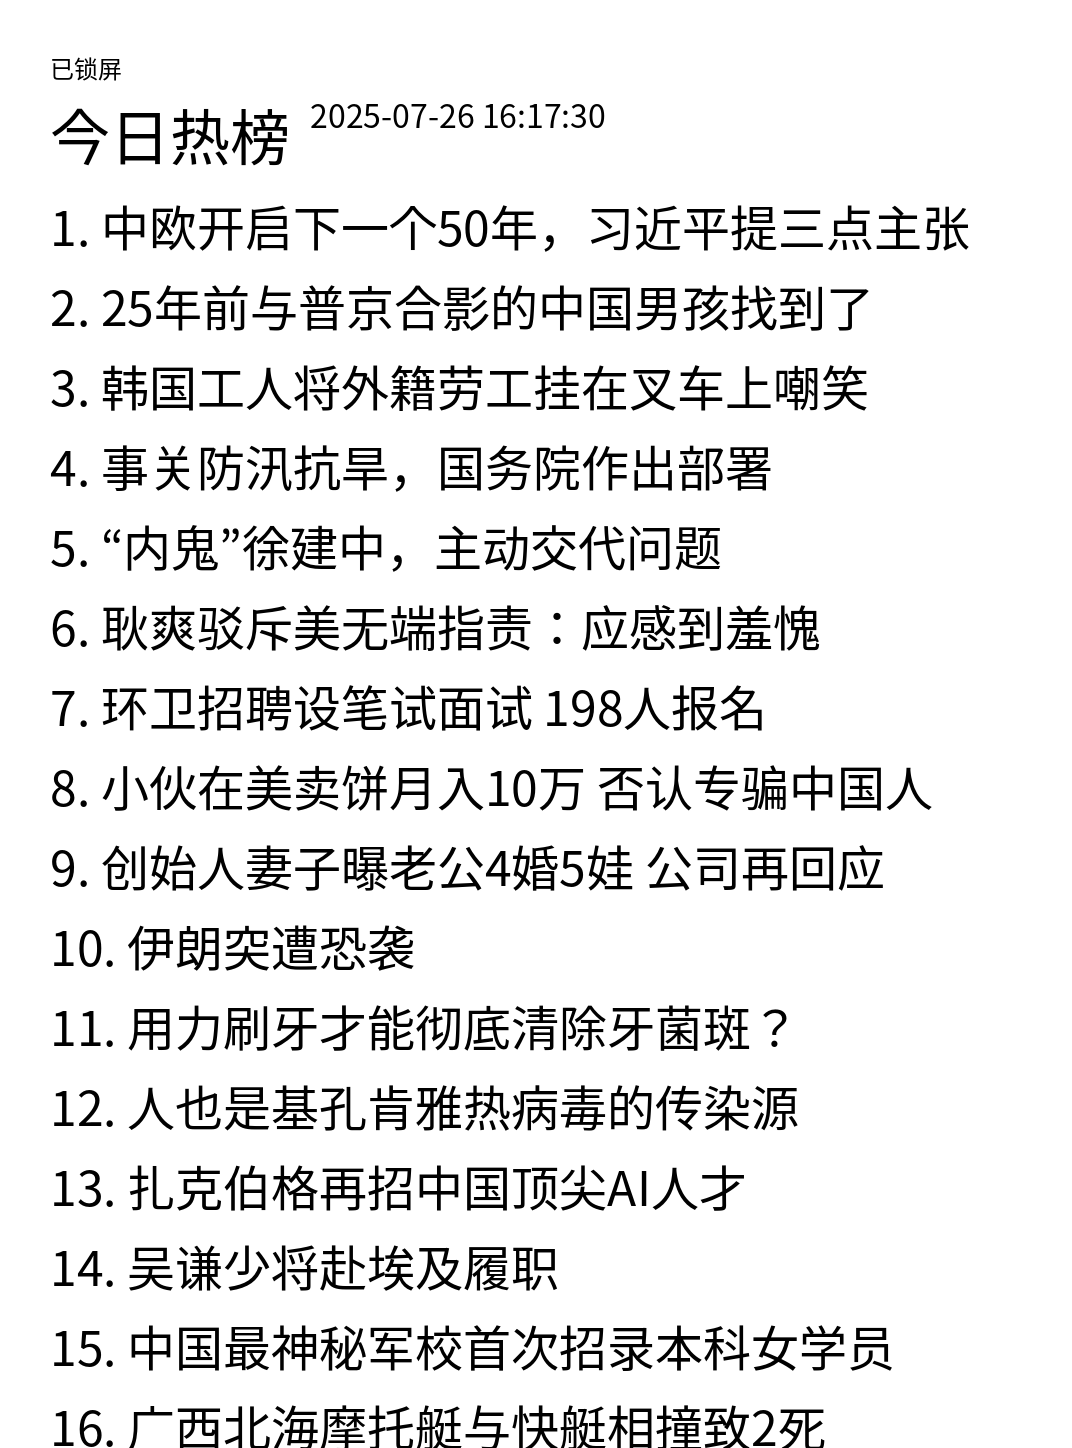 已锁屏
今日热榜 2025-07-26 16:17:30
1. 中欧开启下一个50年，习近平提三点主张
2. 25年前与普京合影的中国男孩找到了
3. 韩国工人将外籍劳工挂在叉车上嘲笑
4. 事关防汛抗旱，国务院作出部署
5. “内鬼”徐建中，主动交代问题
6. 耿爽驳斥美无端指责：应感到羞愧
7. 环卫招聘设笔试面试 198人报名
8. 小伙在美卖饼月入10万 否认专骗中国人
9. 创始人妻子曝老公4婚5娃 公司再回应
10. 伊朗突遭恐袭
11. 用力刷牙才能彻底清除牙菌斑？
12. 人也是基孔肯雅热病毒的传染源
13. 扎克伯格再招中国顶尖AI人才
14. 吴谦少将赴埃及履职
15. 中国最神秘军校首次招录本科女学员
16. 广西北海摩托艇与快艇相撞致2死